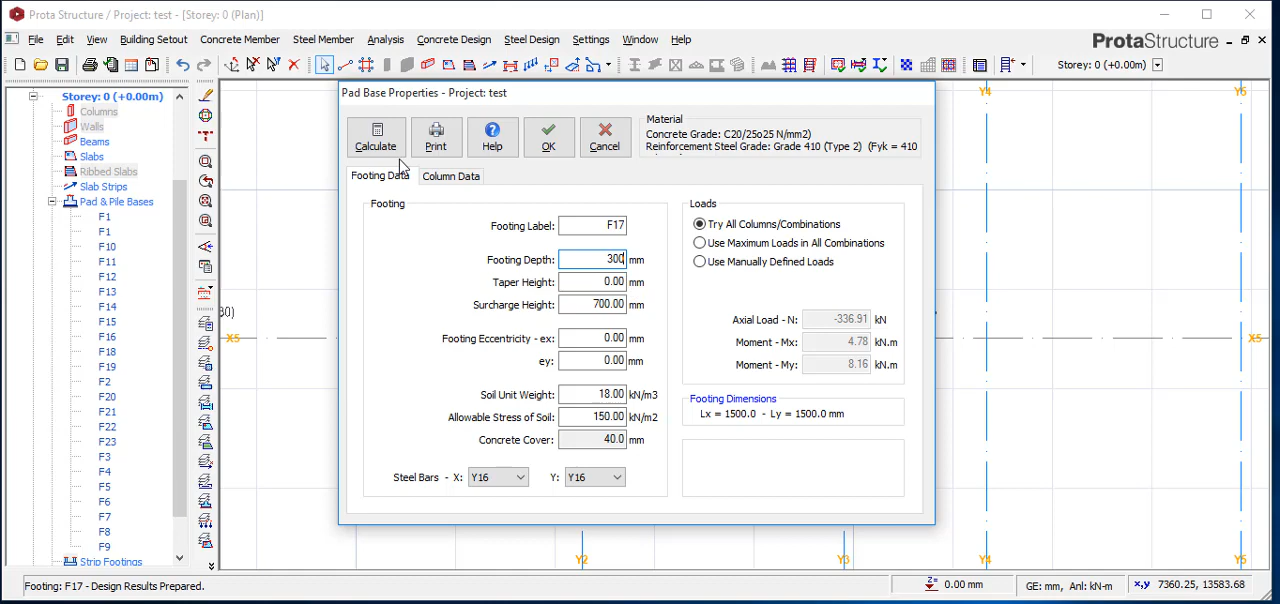 Prota Structure / Project: test - [Storey: 0 (Plan)]
File Edit View Building Setout Concrete Member Steel Member Analysis Concrete Design Steel Design Settings Window Help
ProtaStructure
Storey: 0 (+0.00m)
Storey: 0 (+0.00m)
Columns
Walls
Beams
Slabs
Ribbed Slabs
Slab Strips
Pad & Pile Bases
F1
F1
F10
F11
F12
F13
F14
F15
F16
F18
F19
F2
F20
F21
F22
F23
F3
F4
F5
F6
F7
F8
F9
Strip Footings
Y4
Y6
30)
X5
X5
Y2
Y3
Y4
Y6
Pad Base Properties - Project: test
Calculate
Print
Help
OK
Cancel
Material
Concrete Grade: C20/25o25 N/mm2)
Reinforcement Steel Grade: Grade 410 (Type 2) (Fyk = 410
Footing Data
Column Data
Footing
Footing Label: F17
Footing Depth: 300 mm
Taper Height: 0.00 mm
Surcharge Height: 700.00 mm
Footing Eccentricity - ex: 0.00 mm
ey: 0.00 mm
Soil Unit Weight: 18.00 kN/m3
Allowable Stress of Soil: 150.00 kN/m2
Concrete Cover: 40.0 mm
Steel Bars - X: Y16 Y: Y16
Loads
Try All Columns/Combinations
Use Maximum Loads in All Combinations
Use Manually Defined Loads
Axial Load - N: -336.91 kN
Moment - Mx: 4.78 kN.m
Moment - My: 8.16 kN.m
Footing Dimensions
Lx = 1500.0 - Ly = 1500.0 mm
Footing: F17 - Design Results Prepared.
Z= 0.00 mm
GE: mm, Anl: kN-m
x,y 7360.25, 13583.68